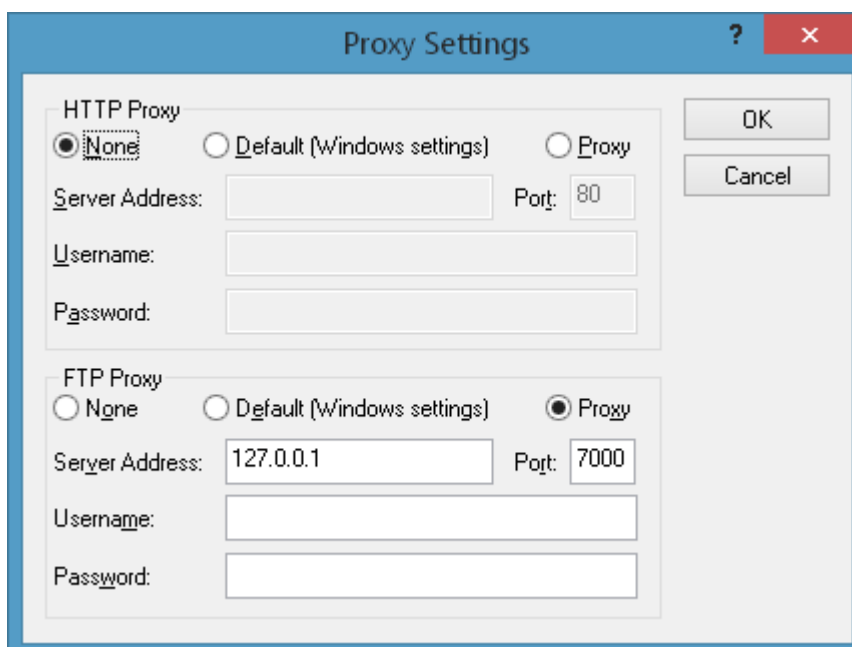 Proxy Settings
?
HTTP Proxy
None
Default (Windows settings)
Proxy
OK
Server Address:
Port:
80
Cancel
Username:
Password:
FTP Proxy
None
Default (Windows settings)
Proxy
Server Address:
127.0.0.1
Port:
7000
Username:
Password: